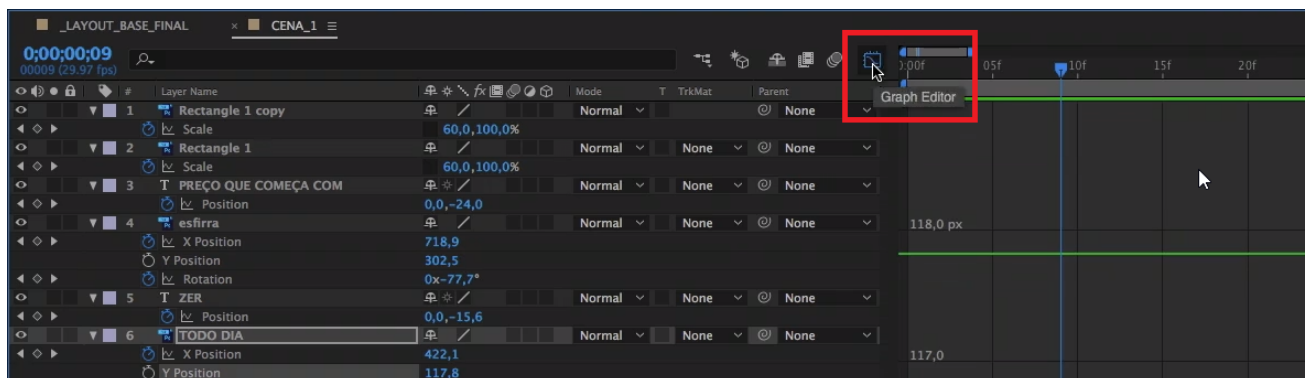 _LAYOUT_BASE_FINAL × CENA_1 ≡
0;00;00;09
00009 (29.97 fps)
):00f 05f 10f 15f 20f
# Layer Name fx Mode T TrkMat Parent
Graph Editor
1 Rectangle 1 copy Normal None
Scale 60,0,100,0%
2 Rectangle 1 Normal None None
Scale 60,0,100,0%
3 T PREÇO QUE COMEÇA COM Normal None None
Position 0,0,-24,0
4 esfirra Normal None None
118,0 px
X Position 718,9
Y Position 302,5
Rotation 0x-77,7°
5 T ZER Normal None None
Position 0,0,-15,6
6 TODO DIA Normal None None
X Position 422,1
117,0
Y Position 117,8